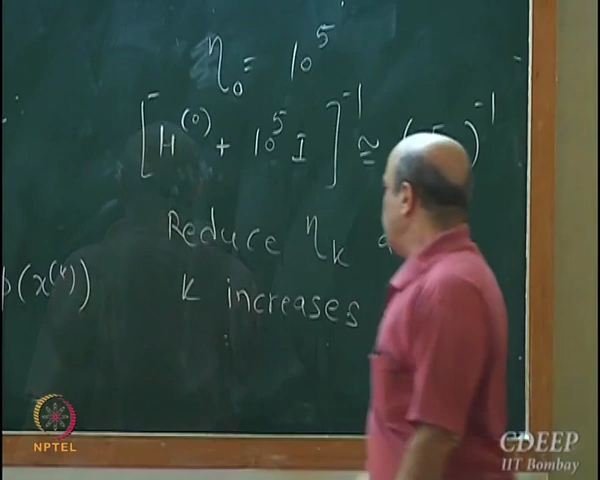 η₀ = 10⁵
[H⁽⁰⁾ + 10⁵ I]⁻¹ ≅ ( I )⁻¹
Reduce ηₖ
(x⁽ᵏ⁾) k increases
NPTEL
CDEEP
IIT Bombay